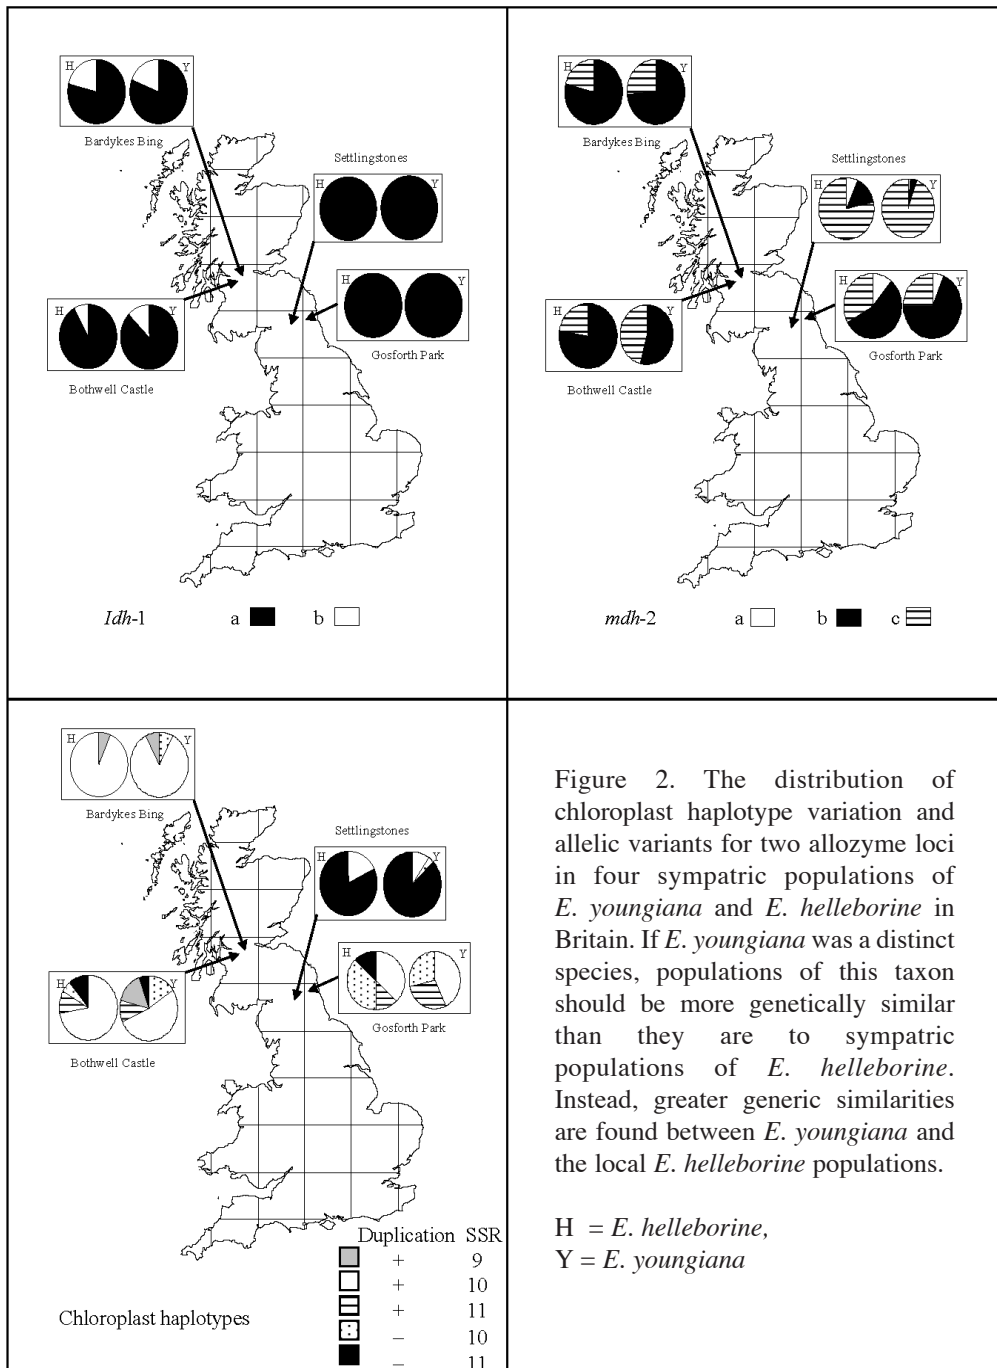 H Y
Bardykes Bing
Settlingstones
H Y
H Y
Gosforth Park
H Y
Bothwell Castle
Idh-1 a b
H Y
Bardykes Bing
Settlingstones
H Y
H Y
Gosforth Park
H Y
Bothwell Castle
mdh-2 a b c
H Y
Bardykes Bing
Settlingstones
H Y
H Y
Gosforth Park
H Y
Bothwell Castle
Duplication SSR
+ 9
+ 10
+ 11
– 10
– 11
Chloroplast haplotypes
Figure 2. The distribution of
chloroplast haplotype variation and
allelic variants for two allozyme loci
in four sympatric populations of
E. youngiana and E. helleborine in
Britain. If E. youngiana was a distinct
species, populations of this taxon
should be more genetically similar
than they are to sympatric
populations of E. helleborine.
Instead, greater generic similarities
are found between E. youngiana and
the local E. helleborine populations.
H = E. helleborine,
Y = E. youngiana